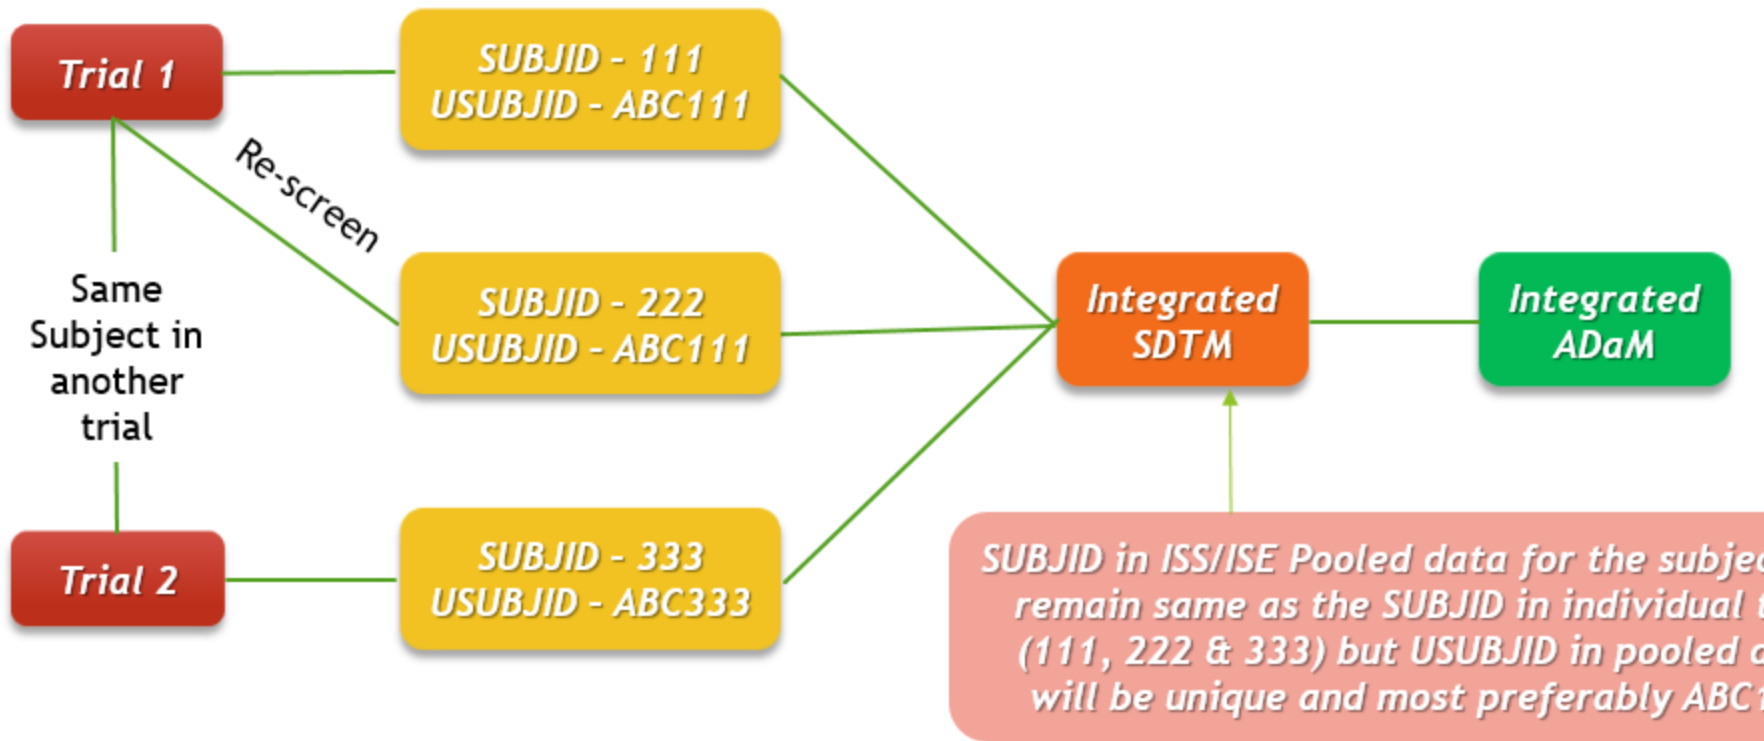 Trial 1
SUBJID – 111
USUBJID – ABC111
Re-screen
SUBJID – 222
USUBJID – ABC111
Same
Subject in
another
trial
Integrated
SDTM
Integrated
ADaM
Trial 2
SUBJID – 333
USUBJID – ABC333
SUBJID in ISS/ISE Pooled data for the
remain same as the SUBJID in individual
(111, 222 & 333) but USUBJID in pooled
will be unique and most preferably